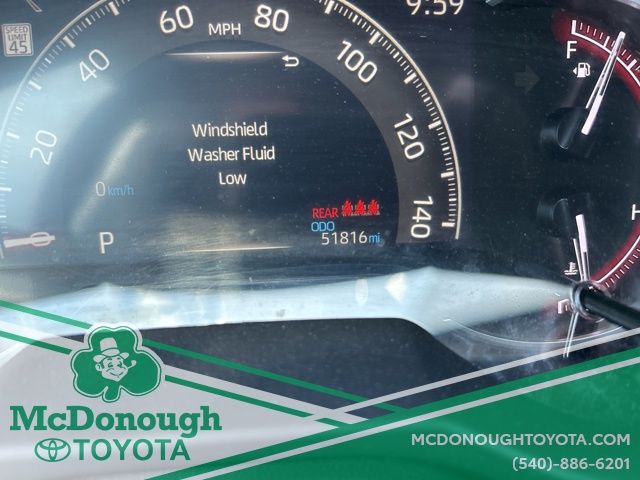 SPEED
LIMIT
45
9:59
20
40
60
80
100
120
140
MPH
F
H
Windshield
Washer Fluid
Low
0 km/h
P
REAR
ODO
51816 mi
McDonough
TOYOTA
MCDONOUGHTOYOTA.COM
(540)-886-6201